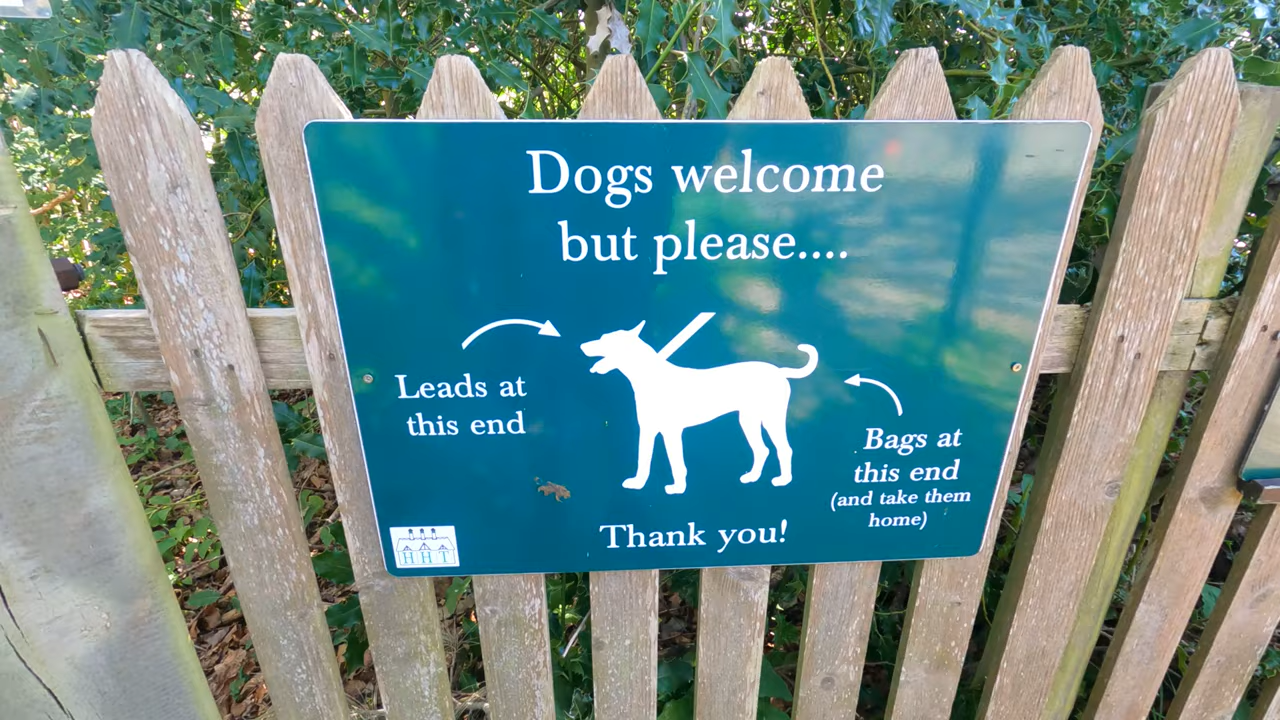 Dogs welcome
but please....
Leads at
this end
Bags at
this end
(and take them
home)
Thank you!
HHT